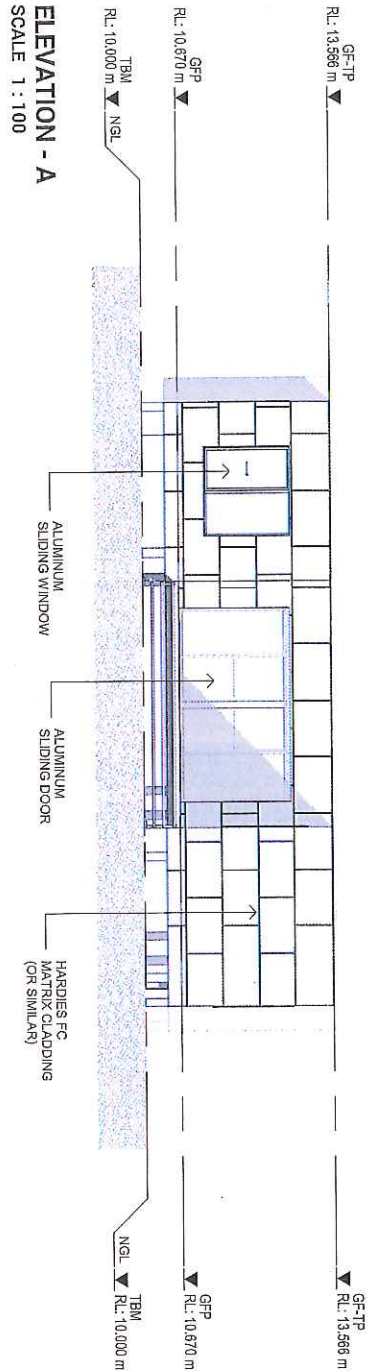 GF-TP
RL: 13.566 m
GFP
RL: 10.670 m
TBM
RL: 10.000 m
NGL
GF-TP
RL: 13.566 m
GFP
RL: 10.670 m
NGL
TBM
RL: 10.000 m
ALUMINUM
SLIDING WINDOW
ALUMINUM
SLIDING DOOR
HARDIES FC
MATRIX CLADDING
(OR SIMILAR)
ELEVATION - A
SCALE 1 : 100